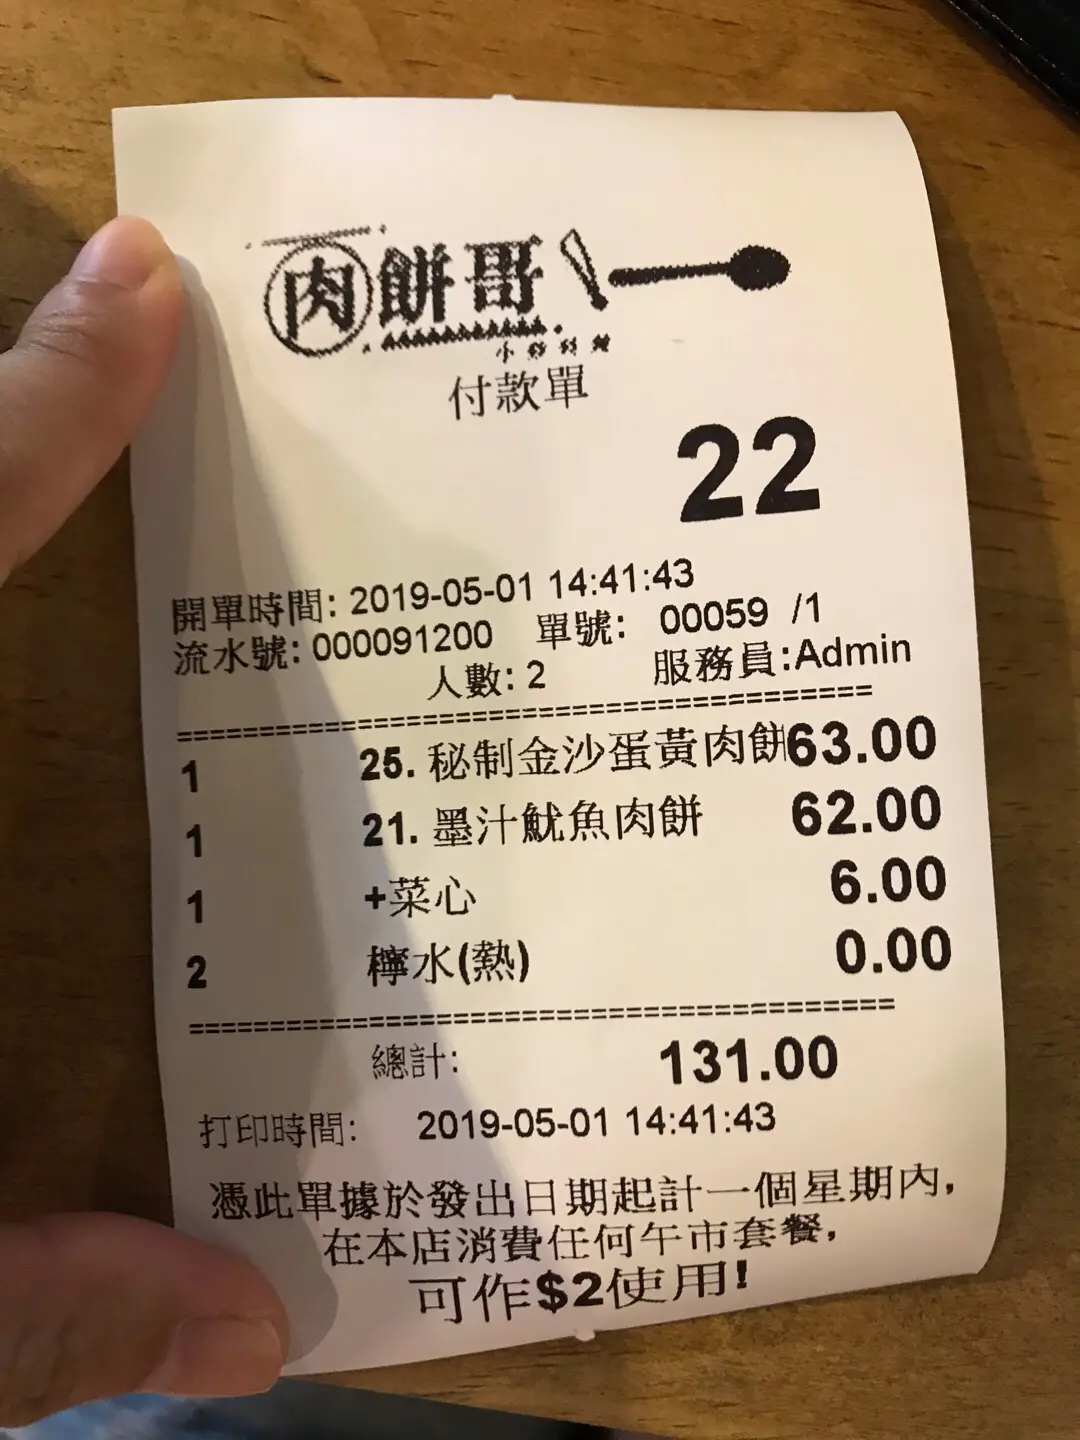 肉餅哥
付款單
22
開單時間: 2019-05-01 14:41:43
流水號: 000091200 單號: 00059 /1
人數: 2 服務員:Admin
1 25. 秘制金沙蛋黃肉餅63.00
1 21. 墨汁魷魚肉餅 62.00
1 +菜心 6.00
2 檸水(熱) 0.00
總計: 131.00
打印時間: 2019-05-01 14:41:43
憑此單據於發出日期起計一個星期內,
在本店消費任何午市套餐,
可作$2使用!